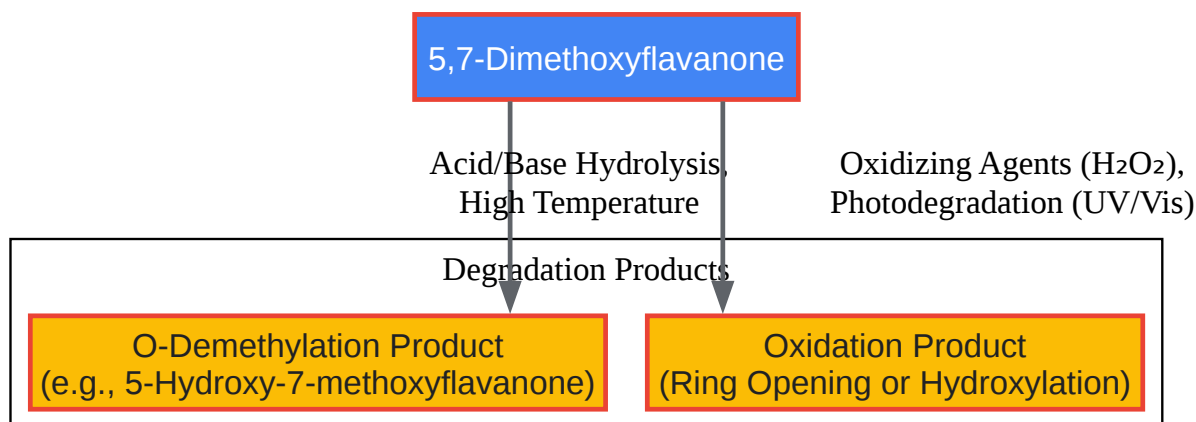 5,7-Dimethoxyflavanone
Acid/Base Hydrolysis,
High Temperature
Oxidizing Agents (H₂O₂),
Photodegradation (UV/Vis)
Degradation Products
O-Demethylation Product
(e.g., 5-Hydroxy-7-methoxyflavanone)
Oxidation Product
(Ring Opening or Hydroxylation)